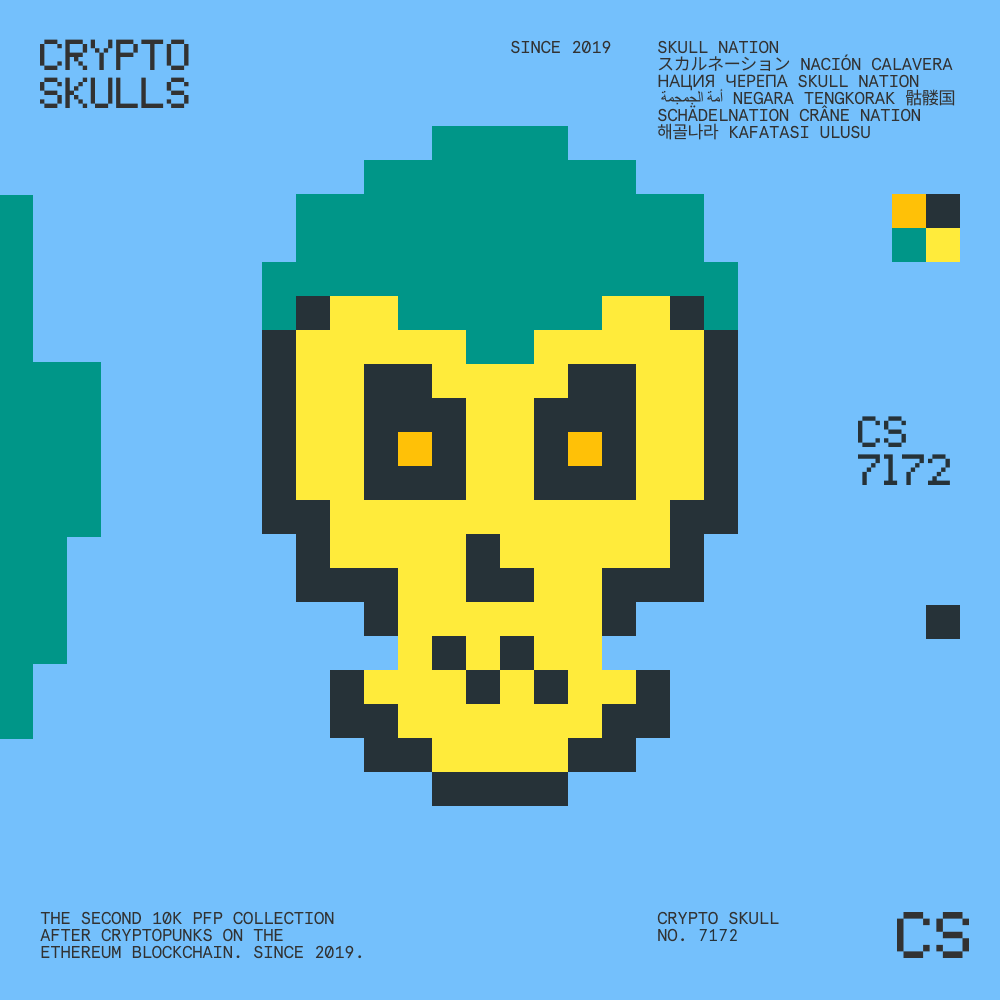 CRYPTO
SKULLS
SINCE 2019
SKULL NATION
スカルネーション NACIÓN CALAVERA
НАЦИЯ ЧЕРЕПА SKULL NATION
أمة الجمجمة NEGARA TENGKORAK 骷髅国
SCHÄDELNATION CRÂNE NATION
해골나라 KAFATASI ULUSU
CS
7172
THE SECOND 10K PFP COLLECTION
AFTER CRYPTOPUNKS ON THE
ETHEREUM BLOCKCHAIN. SINCE 2019.
CRYPTO SKULL
NO. 7172
CS